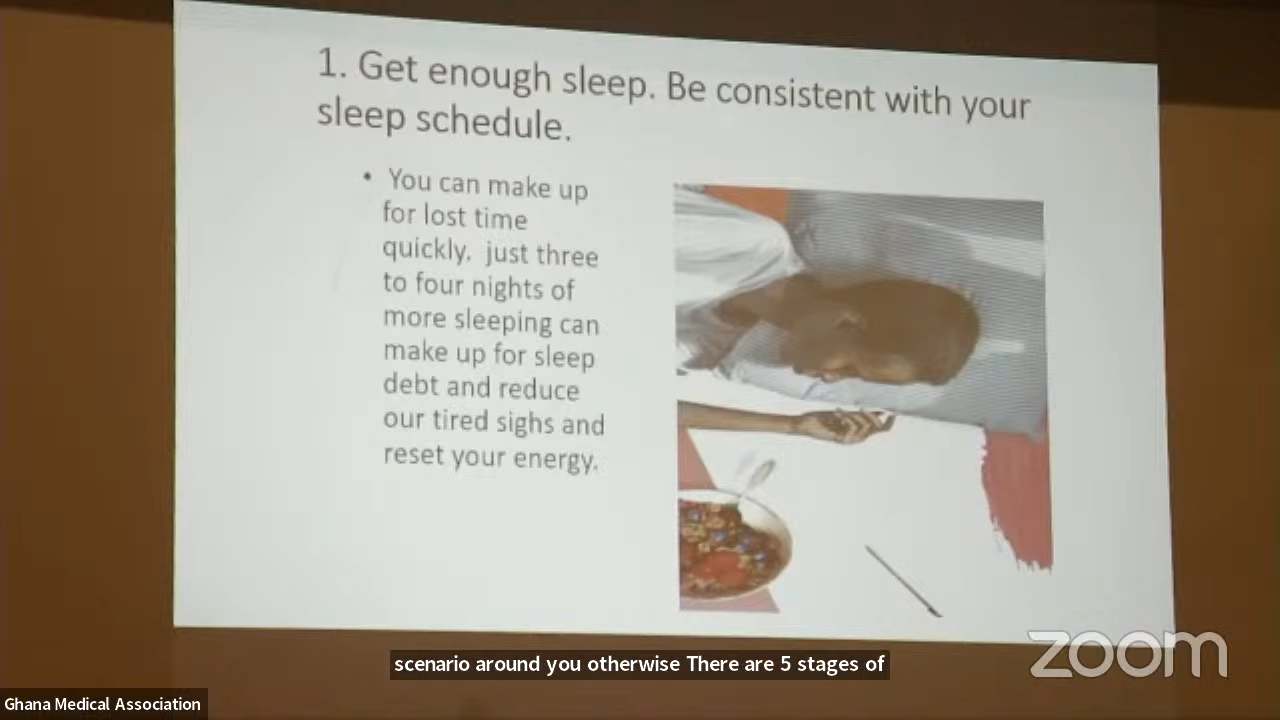 1. Get enough sleep. Be consistent with your
sleep schedule.
• You can make up
for lost time
quickly. just three
to four nights of
more sleeping can
make up for sleep
debt and reduce
our tired sighs and
reset your energy.
scenario around you otherwise There are 5 stages of
zoom
Ghana Medical Association